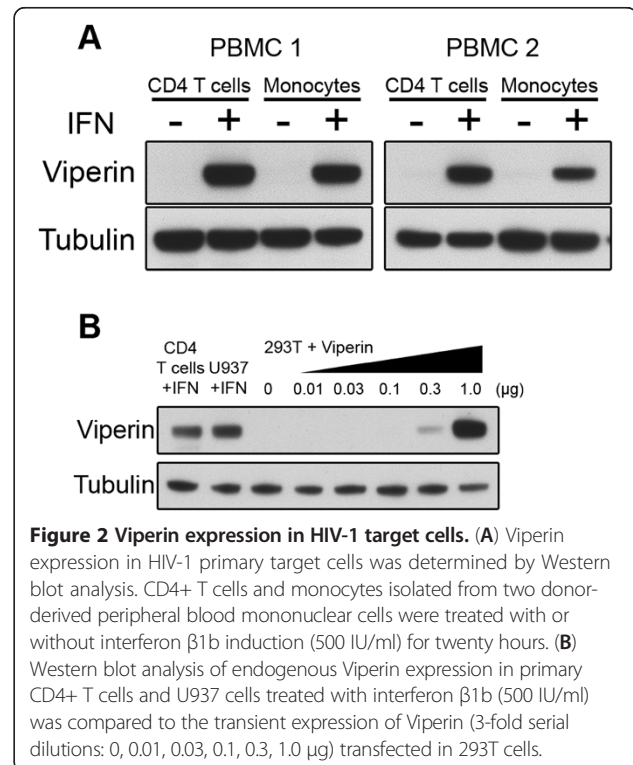 A
PBMC 1 PBMC 2
CD4 T cells Monocytes CD4 T cells Monocytes
IFN - + - + - + - +
Viperin
Tubulin
B
CD4
T cells U937 293T + Viperin
+IFN +IFN 0 0.01 0.03 0.1 0.3 1.0 (µg)
Viperin
Tubulin
Figure 2 Viperin expression in HIV-1 target cells. (A) Viperin
expression in HIV-1 primary target cells was determined by Western
blot analysis. CD4+ T cells and monocytes isolated from two donor-
derived peripheral blood mononuclear cells were treated with or
without interferon β1b induction (500 IU/ml) for twenty hours. (B)
Western blot analysis of endogenous Viperin expression in primary
CD4+ T cells and U937 cells treated with interferon β1b (500 IU/ml)
was compared to the transient expression of Viperin (3-fold serial
dilutions: 0, 0.01, 0.03, 0.1, 0.3, 1.0 µg) transfected in 293T cells.